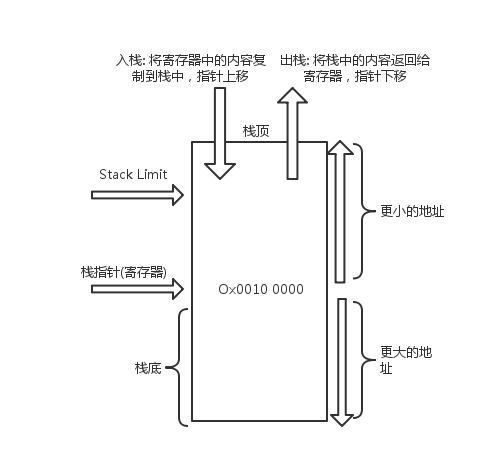 入栈: 将寄存器中的内容复
制到栈中，指针上移
出栈: 将栈中的内容返回给
寄存器，指针下移
栈顶
Stack Limit
更小的地址
栈指针(寄存器)
Ox0010 0000
栈底
更大的地
址